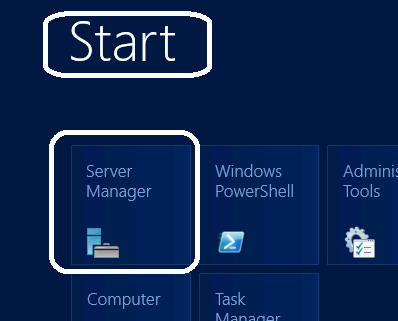 Start
Server
Manager
Windows
PowerShell
Adminis
Tools
Computer
Task
Manager